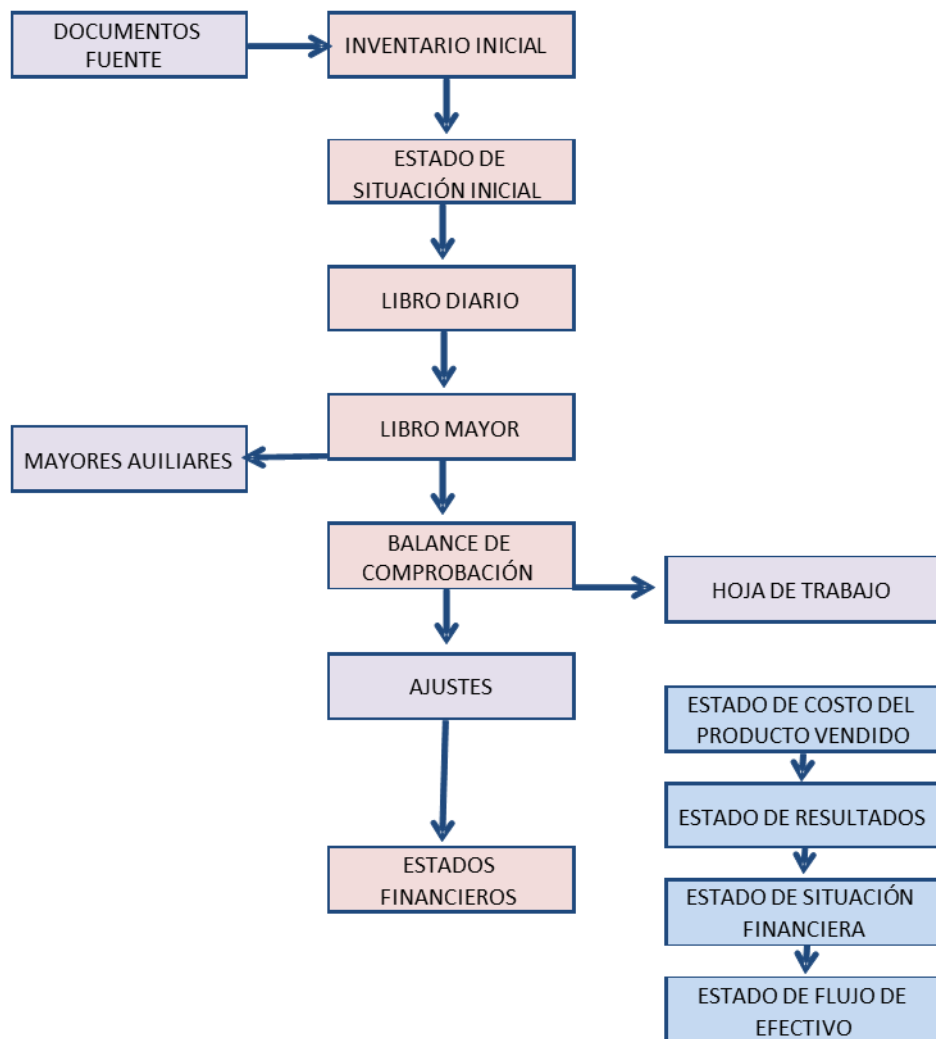 DOCUMENTOS
FUENTE
INVENTARIO INICIAL
ESTADO DE
SITUACIÓN INICIAL
LIBRO DIARIO
LIBRO MAYOR
MAYORES AUILIARES
BALANCE DE
COMPROBACIÓN
HOJA DE TRABAJO
AJUSTES
ESTADOS
FINANCIEROS
ESTADO DE COSTO DEL
PRODUCTO VENDIDO
ESTADO DE RESULTADOS
ESTADO DE SITUACIÓN
FINANCIERA
ESTADO DE FLUJO DE
EFECTIVO